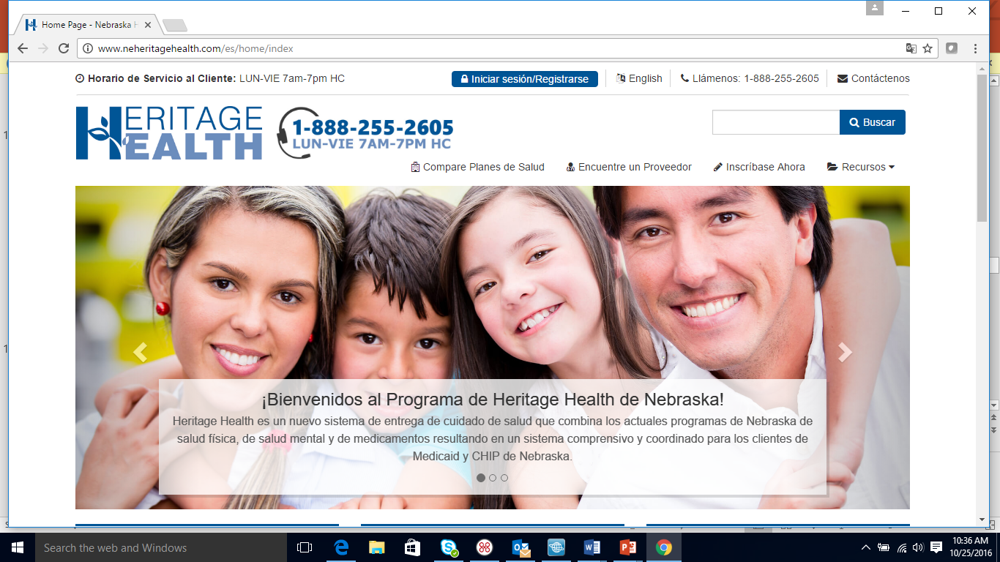 Home Page - Nebraska H
www.neheritagehealth.com/es/home/index
Horario de Servicio al Cliente: LUN-VIE 7am-7pm HC
Iniciar sesión/Registrarse
English
Llámenos: 1-888-255-2605
Contáctenos
HERITAGE
HEALTH
1-888-255-2605
LUN-VIE 7AM-7PM HC
Buscar
Compare Planes de Salud
Encuentre un Proveedor
Inscríbase Ahora
Recursos
¡Bienvenidos al Programa de Heritage Health de Nebraska!
Heritage Health es un nuevo sistema de entrega de cuidado de salud que combina los actuales programas de Nebraska de
salud física, de salud mental y de medicamentos resultando en un sistema comprensivo y coordinado para los clientes de
Medicaid y CHIP de Nebraska.
Search the web and Windows
10:36 AM
10/25/2016